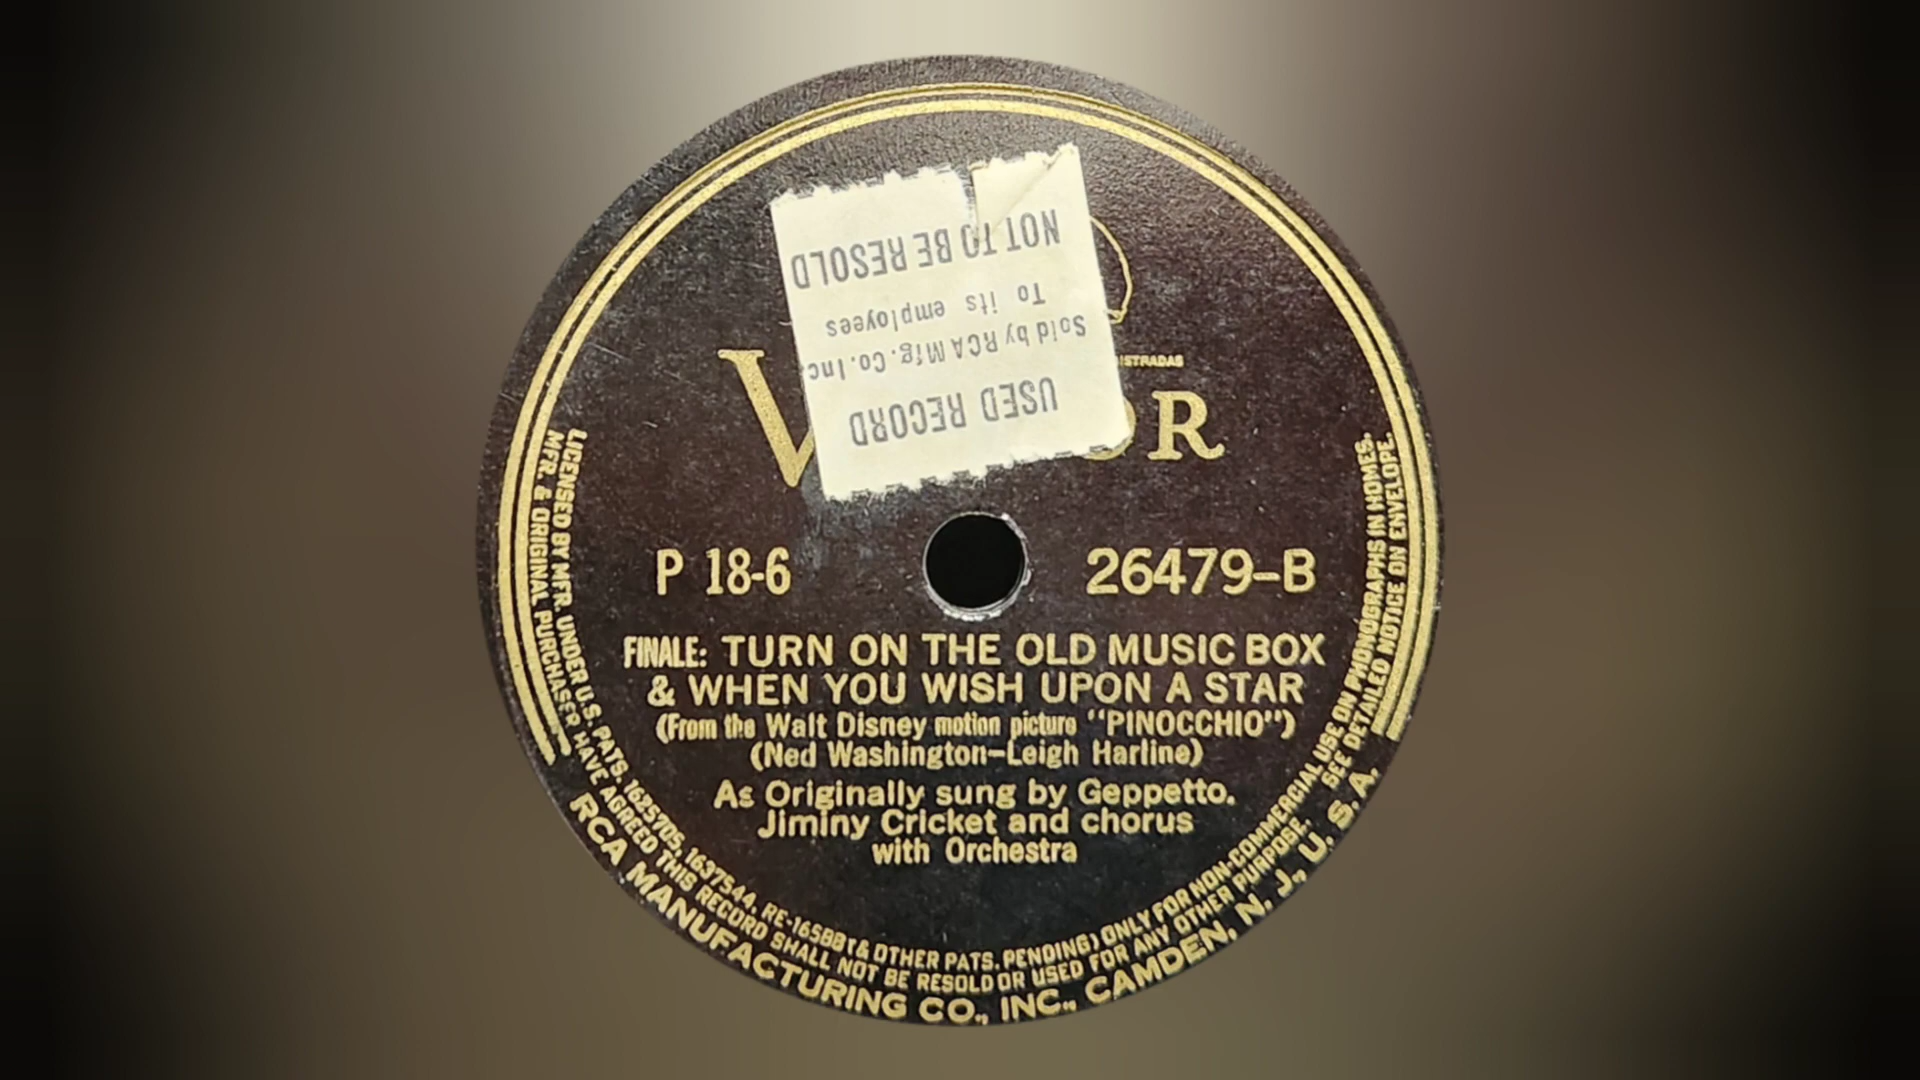 NOT TO BE RESOLD
To its employees
Sold by RCA Mfg. Co. Inc.
USED RECORD
ISTRADAS
V OR
P 18-6
26479-B
FINALE: TURN ON THE OLD MUSIC BOX
& WHEN YOU WISH UPON A STAR
(From the Walt Disney motion picture "PINOCCHIO")
(Ned Washington-Leigh Harline)
As Originally sung by Geppetto,
Jiminy Cricket and chorus
with Orchestra
LICENSED BY MFR. UNDER U.S. PATS. 1625705, 1637544, RE-16588 (& OTHER PATS. PENDING) ONLY FOR NON-COMMERCIAL USE ON PHONOGRAPHS IN HOMES.
MFR. & ORIGINAL PURCHASER HAVE AGREED THIS RECORD SHALL NOT BE RESOLD OR USED FOR ANY OTHER PURPOSE. SEE DETAILED NOTICE ON ENVELOPE.
RCA MANUFACTURING CO., INC., CAMDEN, N. J., U. S. A.